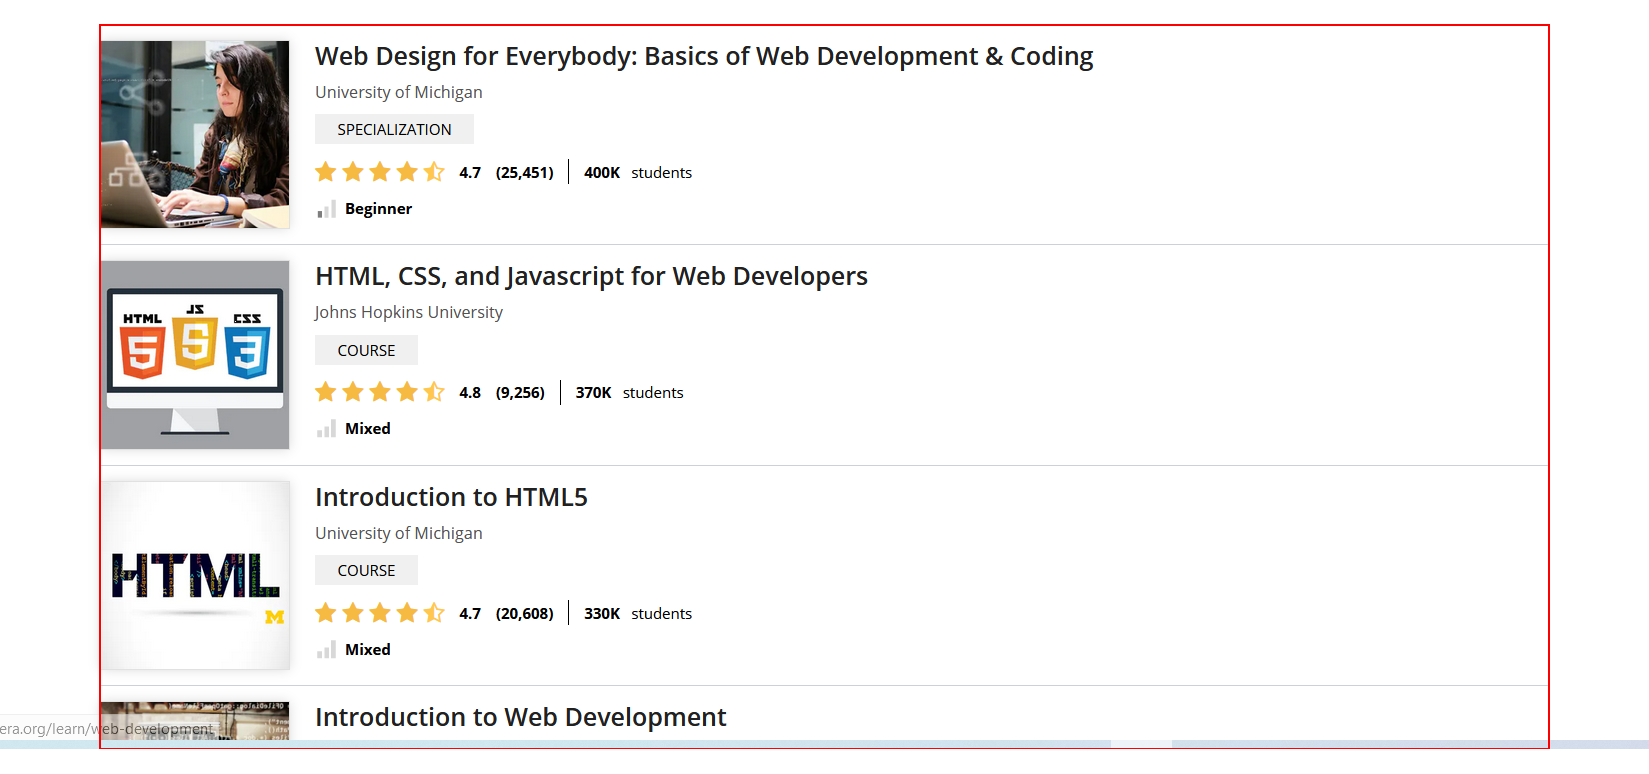 Web Design for Everybody: Basics of Web Development & Coding
University of Michigan
SPECIALIZATION
4.7 (25,451) 400K students
Beginner
HTML, CSS, and Javascript for Web Developers
Johns Hopkins University
HTML JS CSS
5 5 3
COURSE
4.8 (9,256) 370K students
Mixed
Introduction to HTML5
University of Michigan
HTML
M
COURSE
4.7 (20,608) 330K students
Mixed
Introduction to Web Development
era.org/learn/web-development